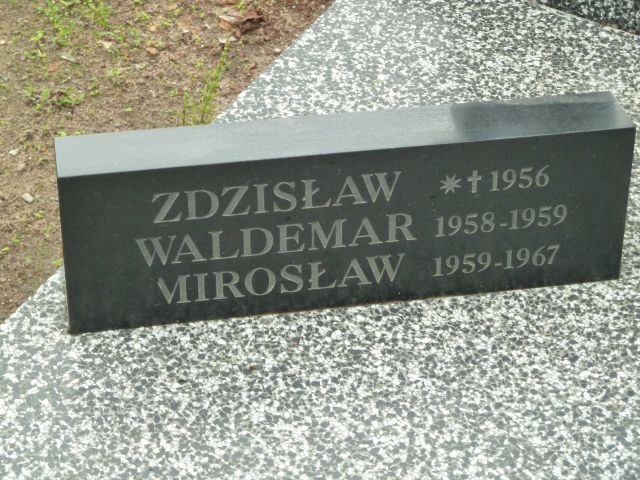 ZDZISŁAW ✷ † 1956
WALDEMAR 1958-1959
MIROSŁAW 1959-1967